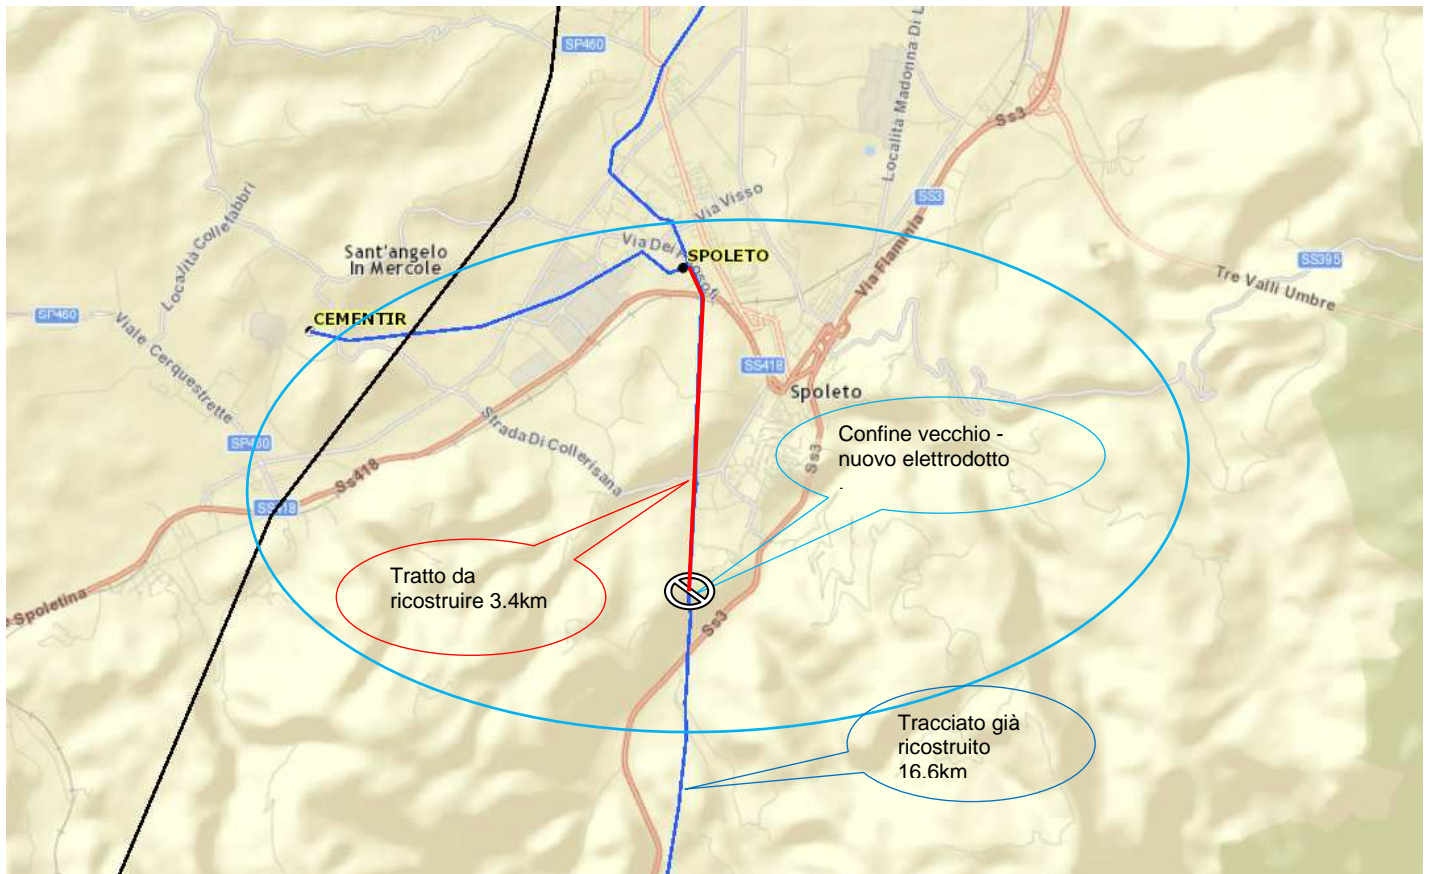 SP460
Località Madonna Di L
Ss3
SS3
Via Visso
Località Collefabbri
Sant'angelo
In Mercole
Via Dei Filosofi
SPOLETO
Via Flaminia
SS395
Tre Valli Umbre
SP460
CEMENTIR
Viale Cerquestrette
SS418
Spoleto
Strada Di Collerisana
SP460
Ss418
SS418
Ss3
Confine vecchio -
nuovo elettrodotto
.
Tratto da
ricostruire 3.4km
e Spoletina
Ss3
Tracciato già
ricostruito
16.6km